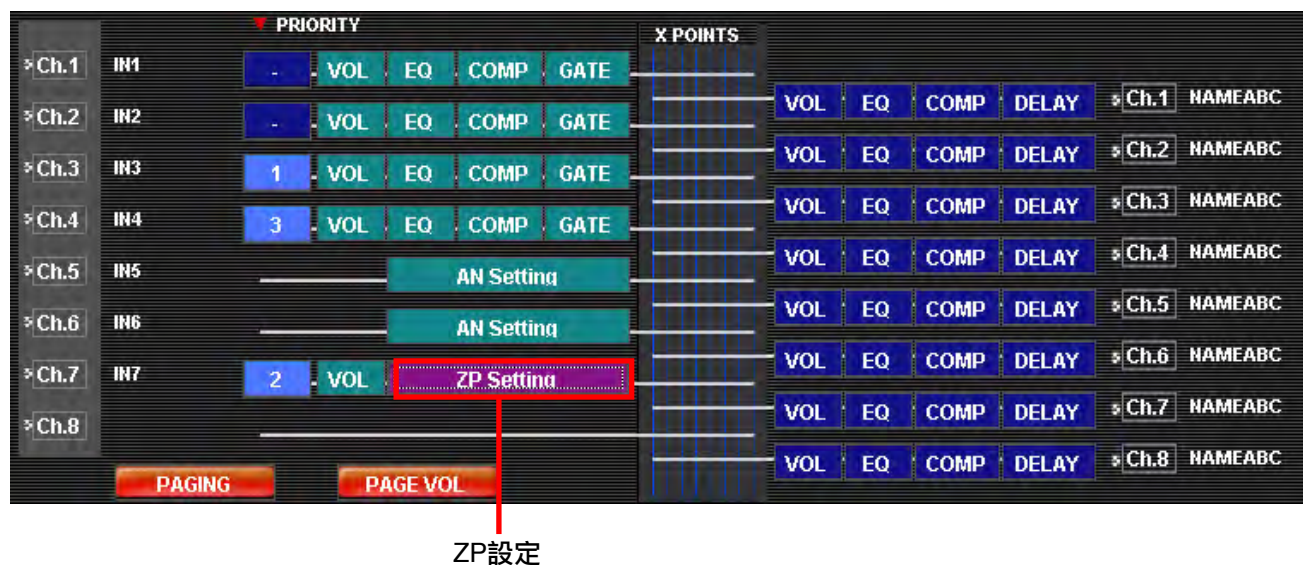 PRIORITY
X POINTS
Ch.1 IN1 - VOL EQ COMP GATE
VOL EQ COMP DELAY Ch.1 NAMEABC
Ch.2 IN2 - VOL EQ COMP GATE
VOL EQ COMP DELAY Ch.2 NAMEABC
Ch.3 IN3 1 VOL EQ COMP GATE
VOL EQ COMP DELAY Ch.3 NAMEABC
Ch.4 IN4 3 VOL EQ COMP GATE
VOL EQ COMP DELAY Ch.4 NAMEABC
Ch.5 IN5 AN Setting
VOL EQ COMP DELAY Ch.5 NAMEABC
Ch.6 IN6 AN Setting
VOL EQ COMP DELAY Ch.6 NAMEABC
Ch.7 IN7 2 VOL ZP Setting
VOL EQ COMP DELAY Ch.7 NAMEABC
Ch.8
VOL EQ COMP DELAY Ch.8 NAMEABC
PAGING PAGE VOL
ZP設定